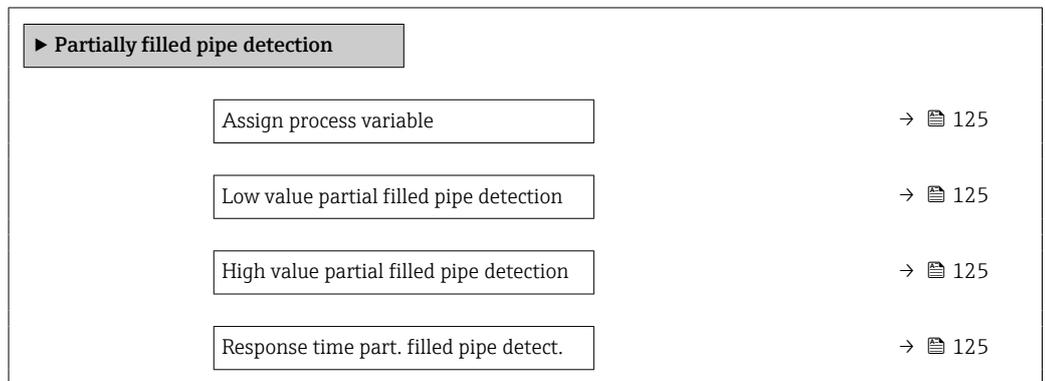 ▶ Partially filled pipe detection
Assign process variable → 125
Low value partial filled pipe detection → 125
High value partial filled pipe detection → 125
Response time part. filled pipe detect. → 125